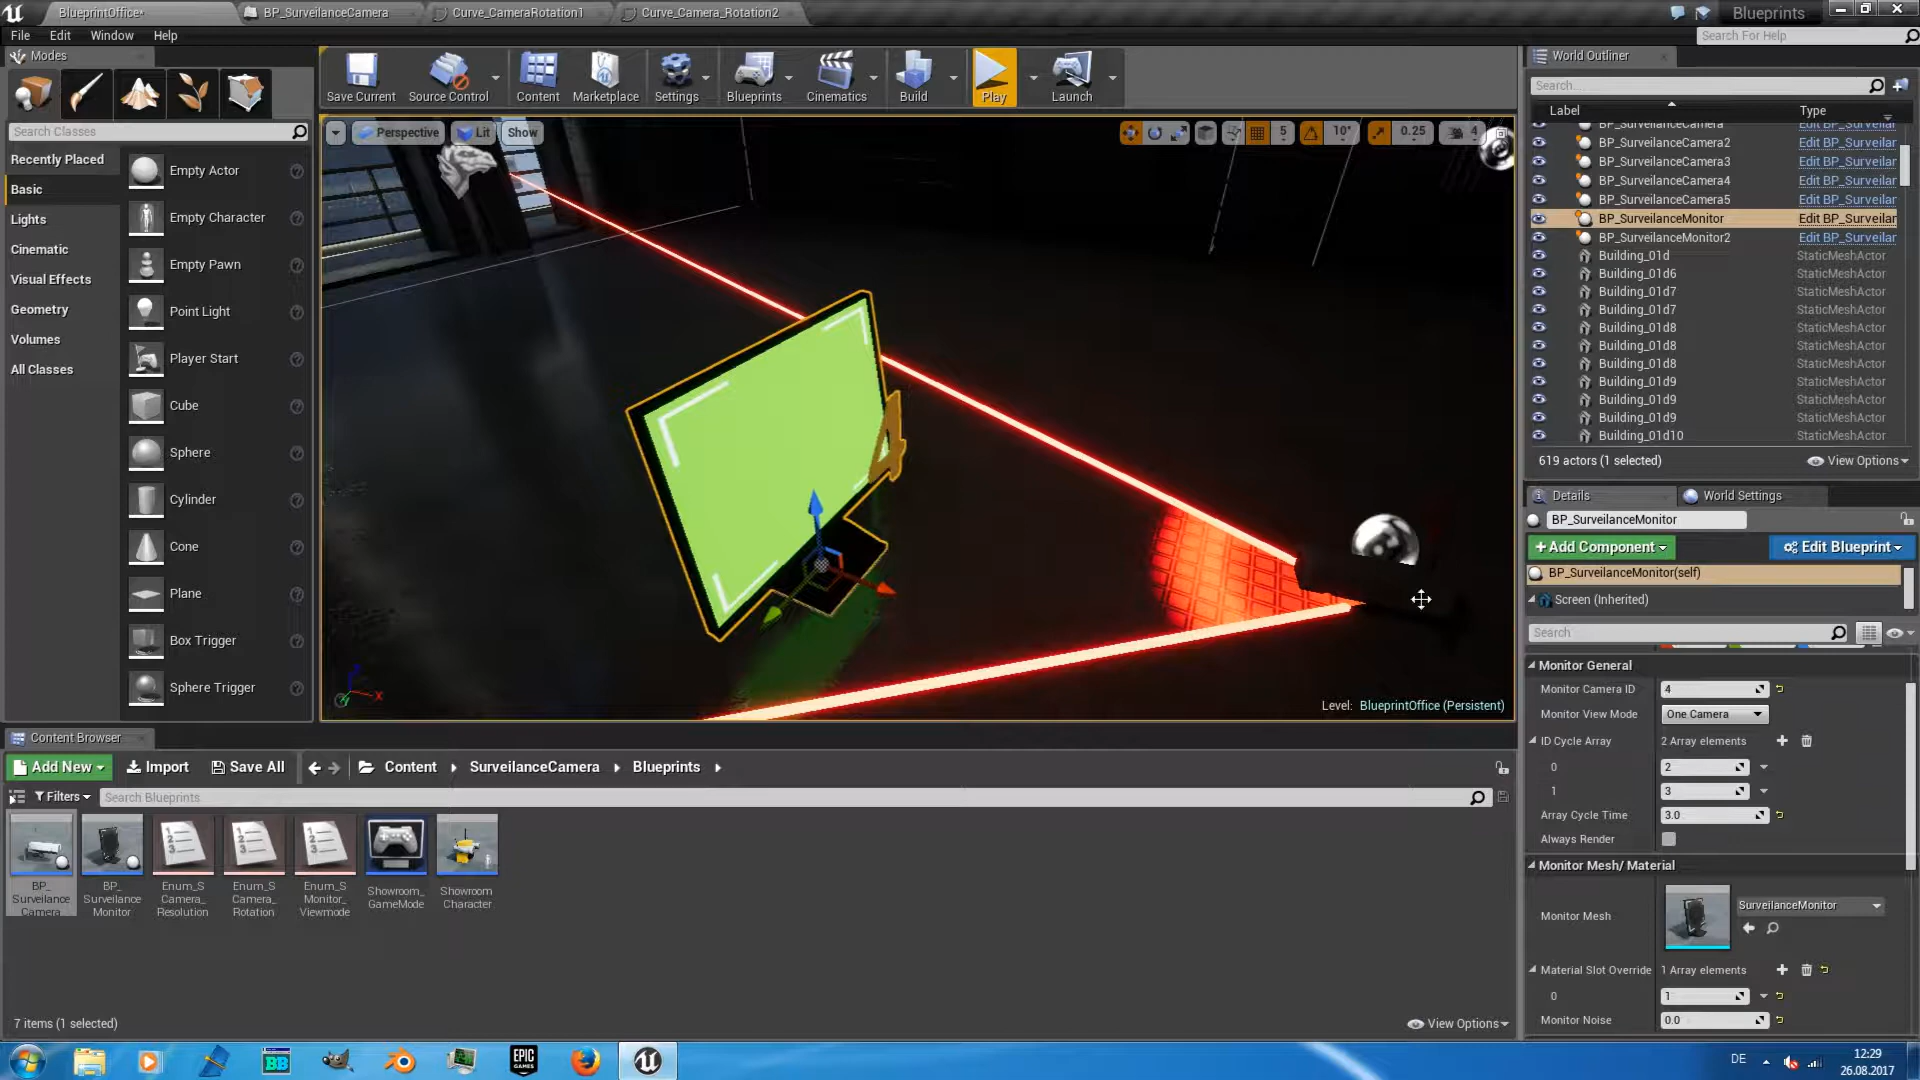 BlueprintOffice*
BP_SurveilanceCamera
Curve_CameraRotation1
Curve_Camera_Rotation2
Blueprints
File
Edit
Window
Help
Search For Help
Modes
Search Classes
Recently Placed
Basic
Lights
Cinematic
Visual Effects
Geometry
Volumes
All Classes
Empty Actor
Empty Character
Empty Pawn
Point Light
Player Start
Cube
Sphere
Cylinder
Cone
Plane
Box Trigger
Sphere Trigger
Save Current
Source Control
Content
Marketplace
Settings
Blueprints
Cinematics
Build
Play
Launch
Perspective
Lit
Show
5
10°
0.25
4
4
Level: BlueprintOffice (Persistent)
World Outliner
Search...
Label
Type
BP_SurveilanceCamera Edit BP_Surveilar
BP_SurveilanceCamera2 Edit BP_Surveilar
BP_SurveilanceCamera3 Edit BP_Surveilar
BP_SurveilanceCamera4 Edit BP_Surveilar
BP_SurveilanceCamera5 Edit BP_Surveilar
BP_SurveilanceMonitor Edit BP_Surveilar
BP_SurveilanceMonitor2 Edit BP_Surveilar
Building_01d StaticMeshActor
Building_01d6 StaticMeshActor
Building_01d7 StaticMeshActor
Building_01d7 StaticMeshActor
Building_01d8 StaticMeshActor
Building_01d8 StaticMeshActor
Building_01d8 StaticMeshActor
Building_01d9 StaticMeshActor
Building_01d9 StaticMeshActor
Building_01d9 StaticMeshActor
Building_01d10 StaticMeshActor
619 actors (1 selected)
View Options
Details
World Settings
BP_SurveilanceMonitor
+Add Component
Edit Blueprint
BP_SurveilanceMonitor(self)
Screen (Inherited)
Search
Monitor General
Monitor Camera ID 4
Monitor View Mode One Camera
ID Cycle Array 2 Array elements
0 2
1 3
Array Cycle Time 3.0
Always Render
Monitor Mesh/ Material
Monitor Mesh
SurveilanceMonitor
Material Slot Override 1 Array elements
0 1
Monitor Noise 0.0
Content Browser
Add New
Import
Save All
Content
SurveilanceCamera
Blueprints
Filters
Search Blueprints
BP_
Surveilance
Camera
BP_
Surveilance
Monitor
Enum_S
Camera_
Resolution
Enum_S
Camera_
Rotation
Enum_S
Monitor_
Viewmode
Showroom_
GameMode
Showroom
Character
7 items (1 selected)
View Options
BB
EPIC
GAMES
DE
12:29
26.08.2017